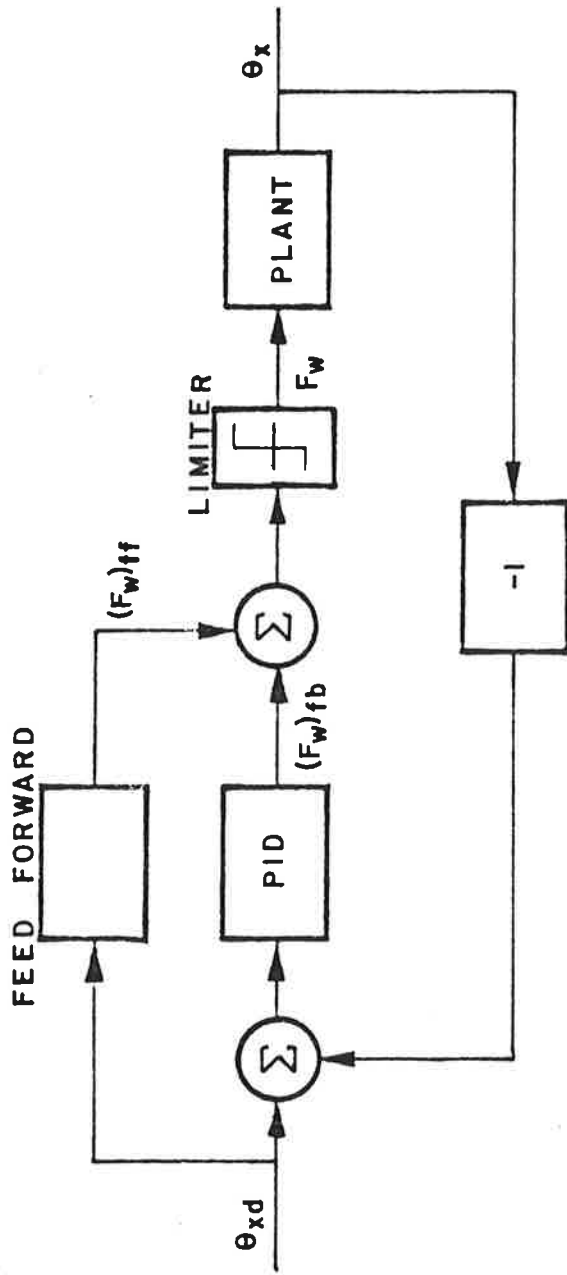 FEED FORWARD
(Fw)ff
LIMITER
θxd
Σ
PID
(Fw)fb
Σ
Fw
PLANT
θx
-1